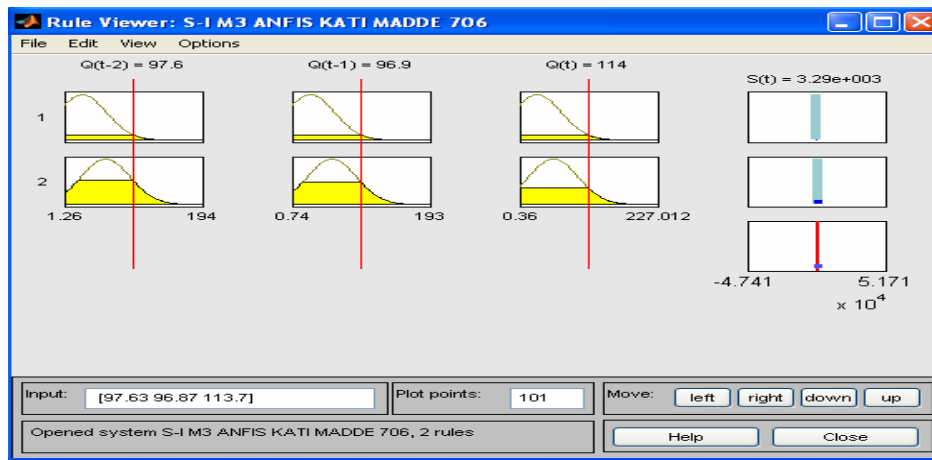 Rule Viewer: S-I M3 ANFIS KATI MADDE 706
File Edit View Options
Q(t-2) = 97.6 Q(t-1) = 96.9 Q(t) = 114
S(t) = 3.29e+003
1
2
1.26 194 0.74 193 0.36 227.012
-4.741 5.171
x 10^4
Input: [97.63 96.87 113.7] Plot points: 101 Move: left right down up
Opened system S-I M3 ANFIS KATI MADDE 706, 2 rules Help Close